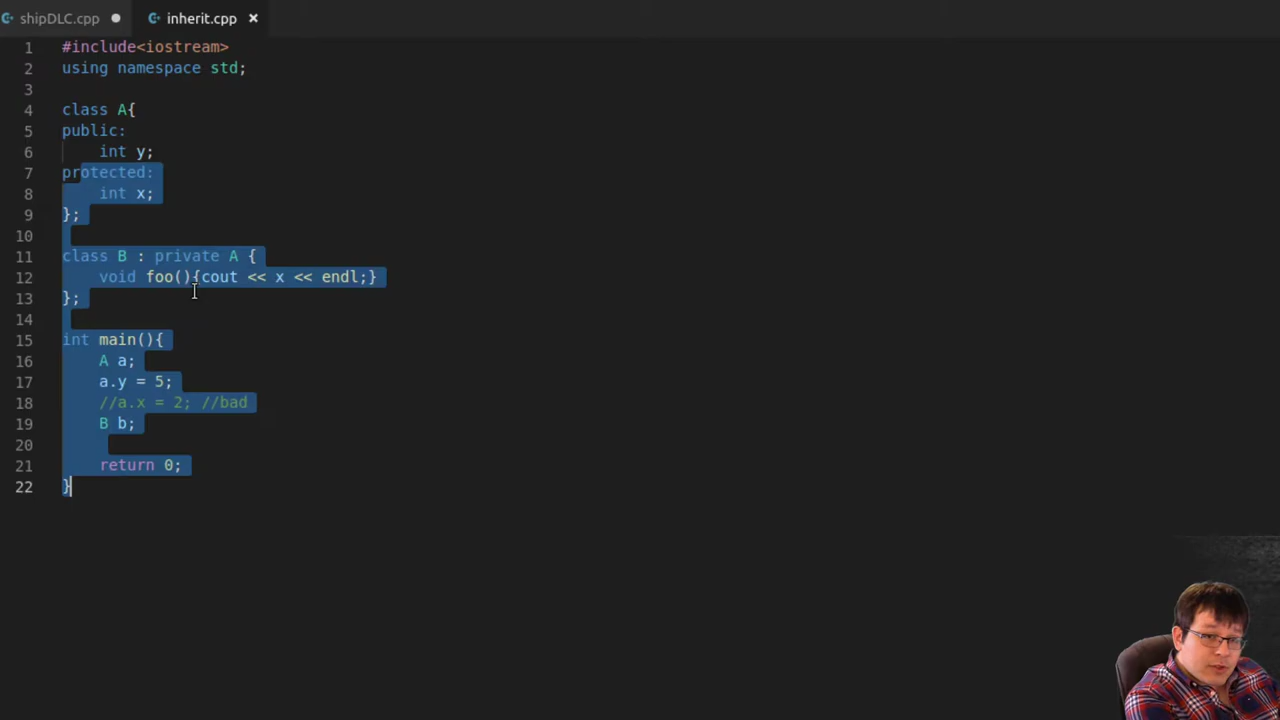 shipDLC.cpp
inherit.cpp
1 #include<iostream>
2 using namespace std;
3
4 class A{
5 public:
6 int y;
7 protected:
8 int x;
9 };
10
11 class B : private A {
12 void foo(){cout << x << endl;}
13 };
14
15 int main(){
16 A a;
17 a.y = 5;
18 //a.x = 2; //bad
19 B b;
20
21 return 0;
22 }